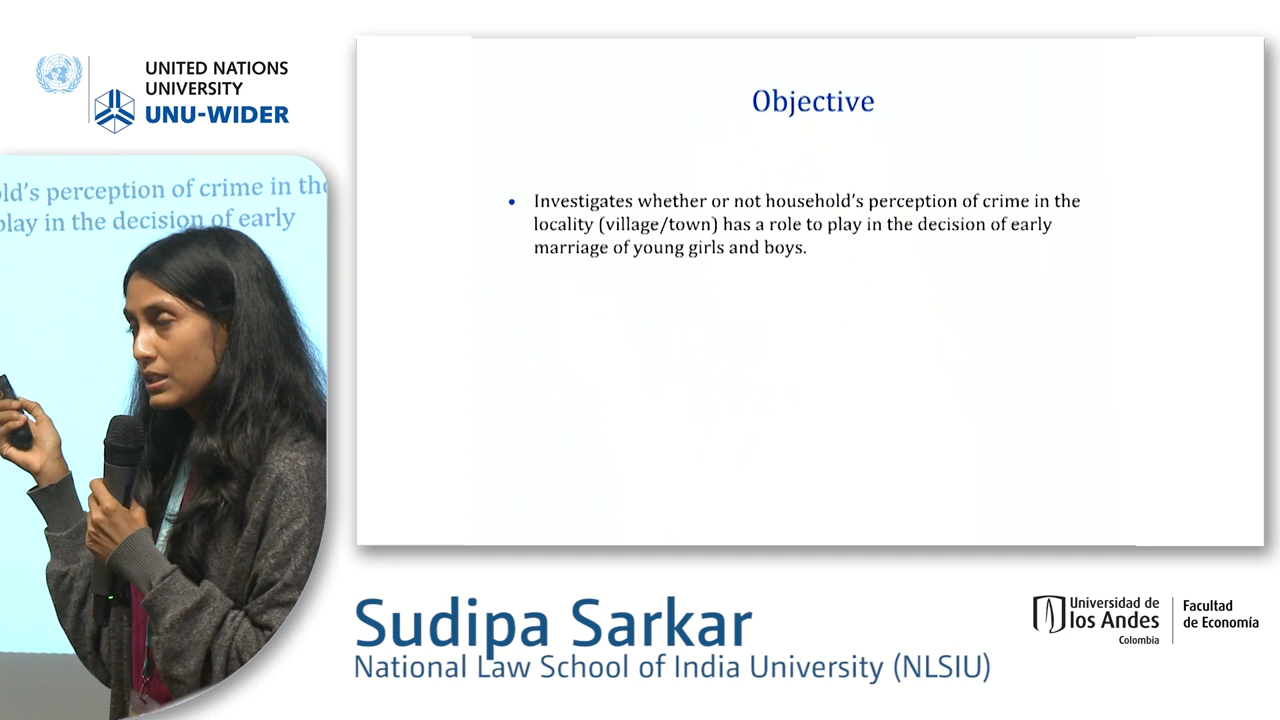 UNITED NATIONS
UNIVERSITY
UNU-WIDER
old's perception of crime in the
play in the decision of early
Objective
• Investigates whether or not household's perception of crime in the
locality (village/town) has a role to play in the decision of early
marriage of young girls and boys.
Sudipa Sarkar
National Law School of India University (NLSIU)
Universidad de
los Andes
Colombia
Facultad
de Economía